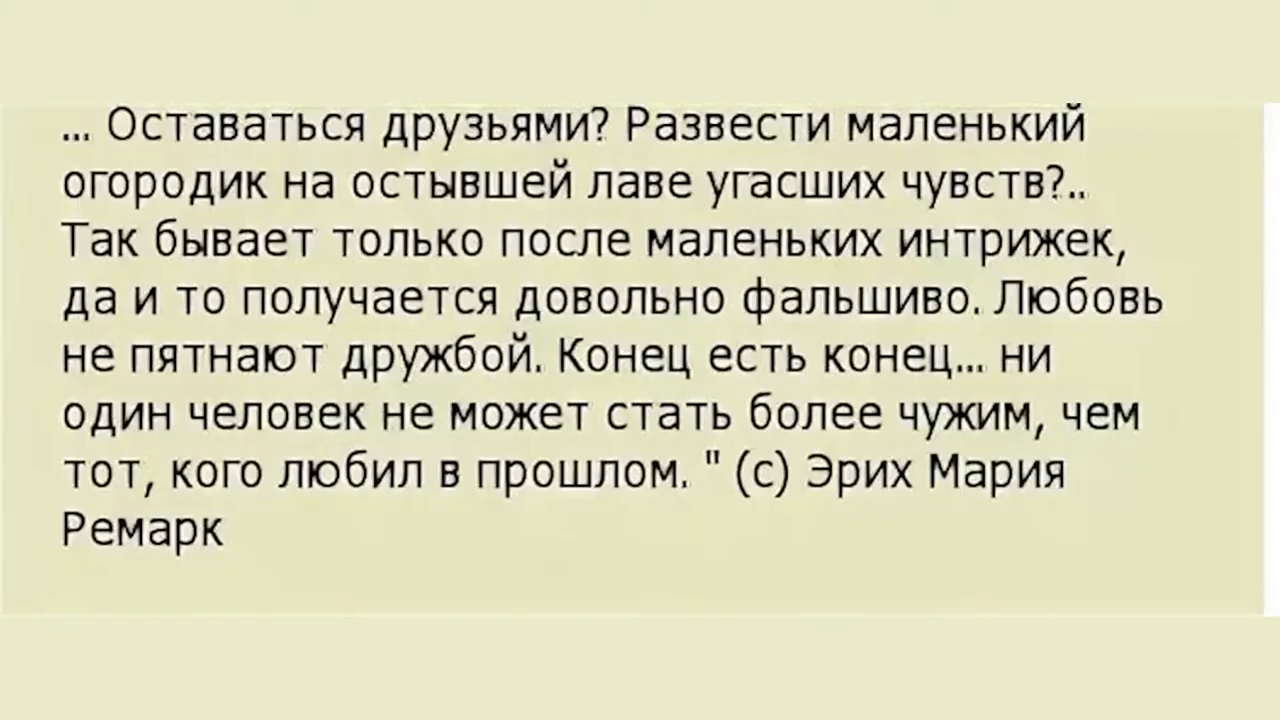 ... Оставаться друзьями? Развести маленький
огородик на остывшей лаве угасших чувств?..
Так бывает только после маленьких интрижек,
да и то получается довольно фальшиво. Любовь
не пятнают дружбой. Конец есть конец... ни
один человек не может стать более чужим, чем
тот, кого любил в прошлом. " (с) Эрих Мария
Ремарк